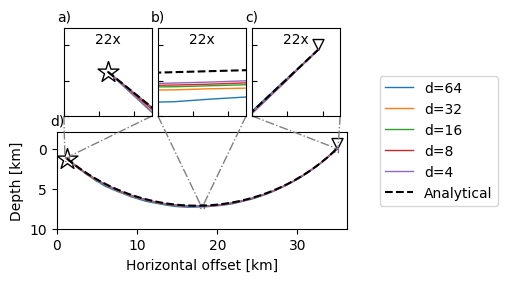 a) b) c)
22x 22x 22x
d)
0
5
10
0 10 20 30
Depth [km]
Horizontal offset [km]
d=64
d=32
d=16
d=8
d=4
Analytical